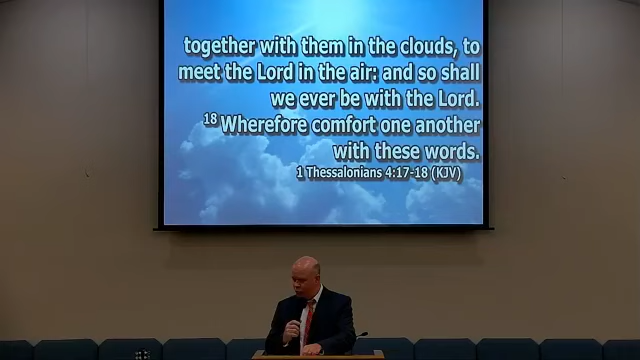 together with them in the clouds, to
meet the Lord in the air: and so shall
we ever be with the Lord.
18 Wherefore comfort one another
with these words.
1 Thessalonians 4:17-18 (KJV)